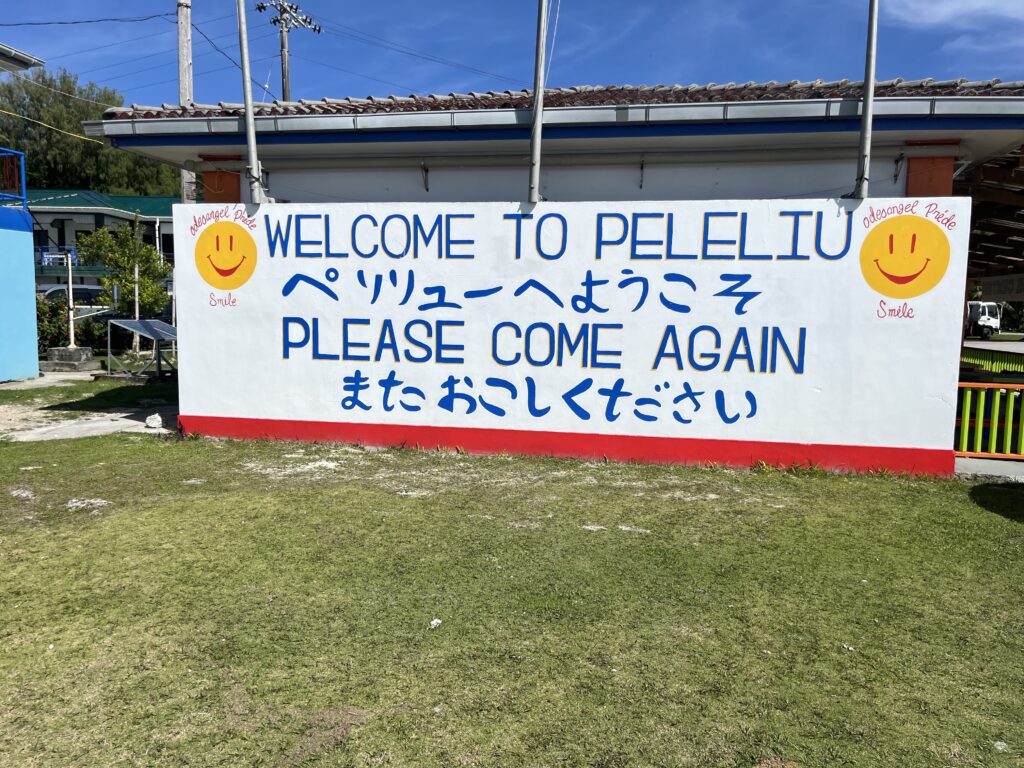 odesangel Pride
Smile
WELCOME TO PELELIU
ペリリューへようこそ
PLEASE COME AGAIN
またおこしください
odesangel Pride
Smile